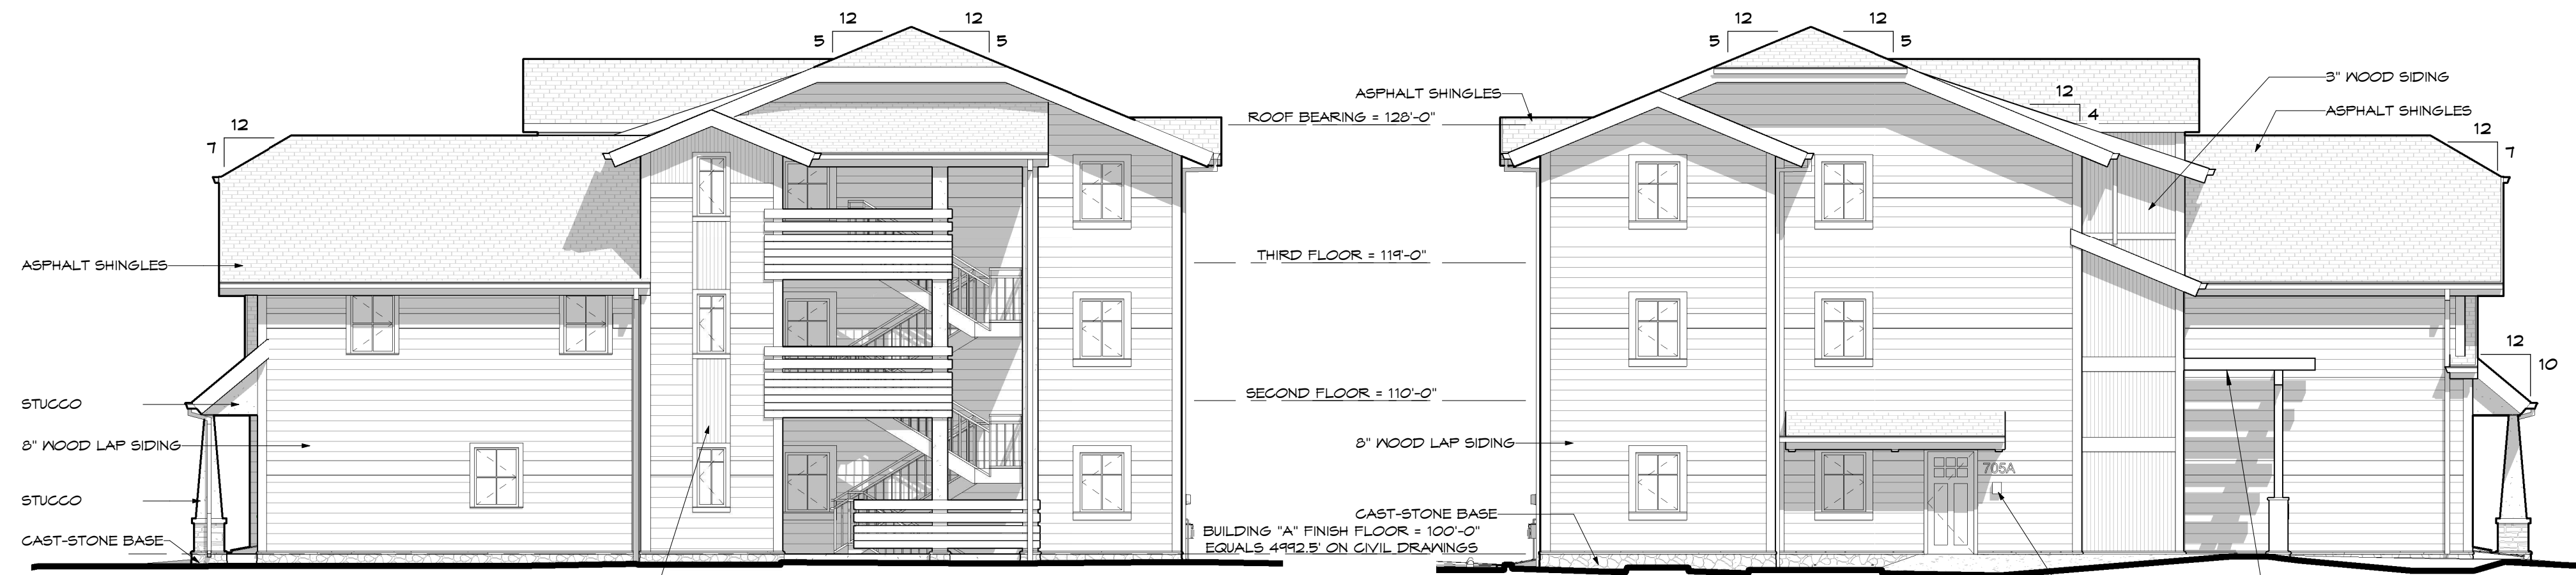 12 12
5 5
12
7
ASPHALT SHINGLES
STUCCO
8" WOOD LAP SIDING
STUCCO
CAST-STONE BASE
ASPHALT SHINGLES
ROOF BEARING = 128'-0"
THIRD FLOOR = 119'-0"
SECOND FLOOR = 110'-0"
8" WOOD LAP SIDING
CAST-STONE BASE
BUILDING "A" FINISH FLOOR = 100'-0"
EQUALS 4992.5' ON CIVIL DRAWINGS
12 12
5 5
3" WOOD SIDING
12
4
ASPHALT SHINGLES
12
7
12
10
705A